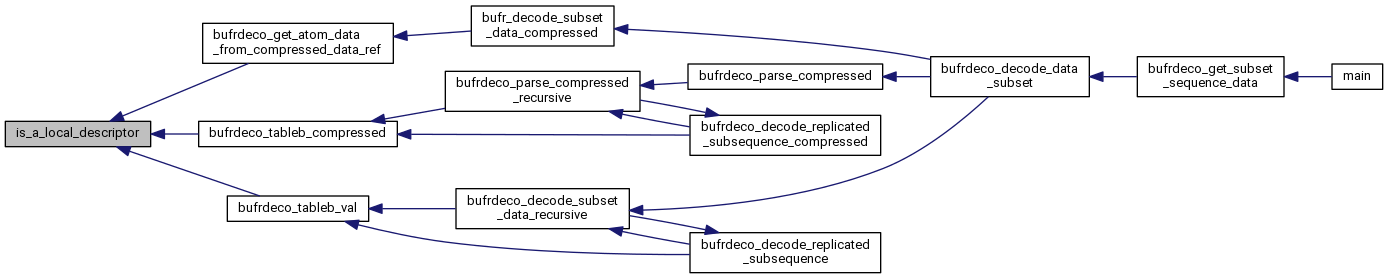 is_a_local_descriptor
bufrdeco_get_atom_data
_from_compressed_data_ref
bufr_decode_subset
_data_compressed
bufrdeco_tableb_compressed
bufrdeco_parse_compressed
_recursive
bufrdeco_parse_compressed
bufrdeco_decode_replicated
_subsequence_compressed
bufrdeco_decode_data
_subset
bufrdeco_get_subset
_sequence_data
main
bufrdeco_tableb_val
bufrdeco_decode_subset
_data_recursive
bufrdeco_decode_replicated
_subsequence